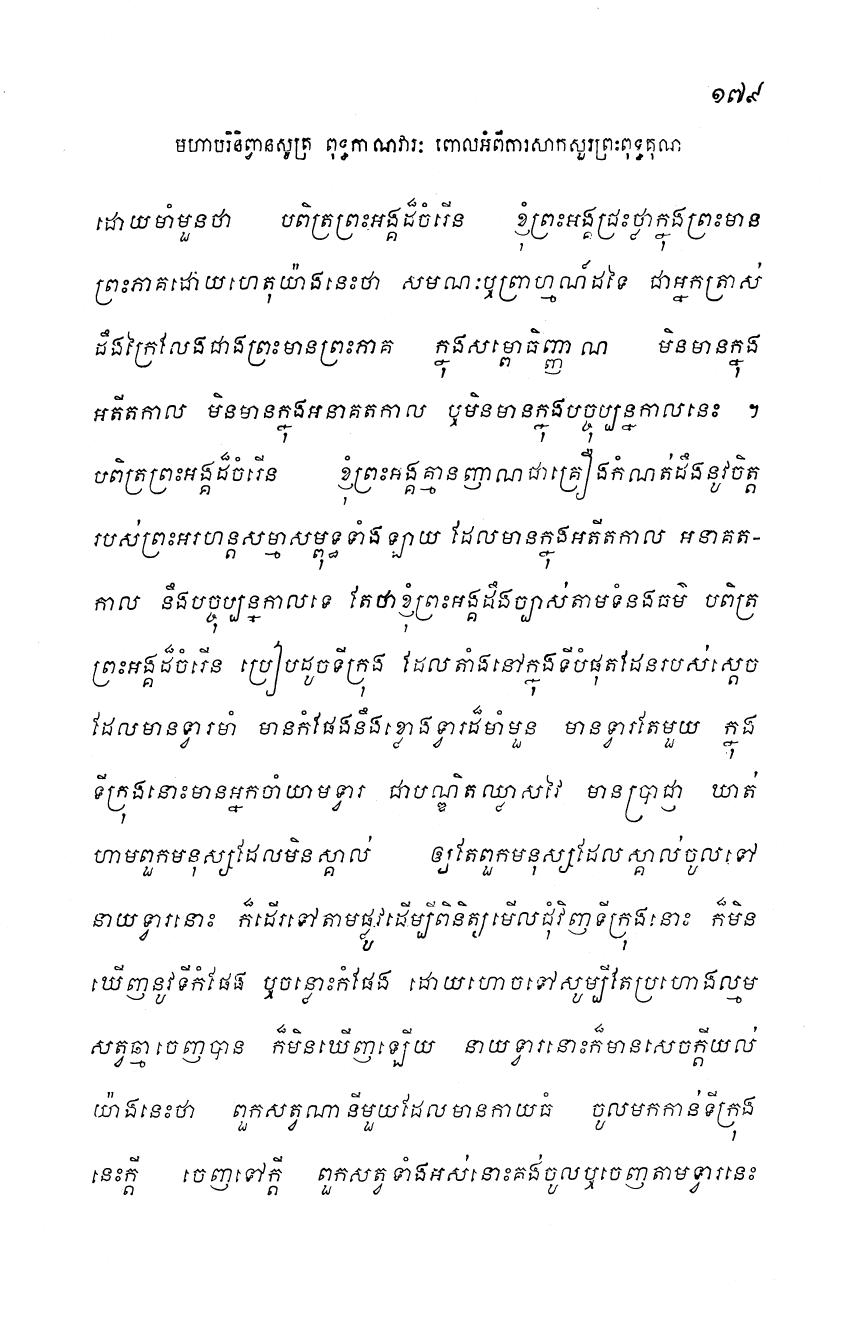 ១៧៩
មហាបរិនិព្វានសូត្រ ពុទ្ធកាណវារៈ ពោលអំពីការសាកសួរព្រះពុទ្ធគុណ
ដោយមាំមួនថា បពិត្រព្រះអង្គដ៏ចំរើន ខ្ញុំព្រះអង្គជ្រះថ្លាក្នុងព្រះមាន
ព្រះភាគដោយហេតុយ៉ាងនេះថា សមណៈឬព្រាហ្មណ៍ដទៃ ជាអ្នកត្រាស់
ដឹងក្រៃលែងជាងព្រះមានព្រះភាគ ក្នុងសម្ពោធិញ្ញាណ មិនមានក្នុង
អតីតកាល មិនមានក្នុងអនាគតកាល ឬមិនមានក្នុងបច្ចុប្បន្នកាលនេះ ។
បពិត្រព្រះអង្គដ៏ចំរើន ខ្ញុំព្រះអង្គគ្មានញាណជាគ្រឿងកំណត់ដឹងនូវចិត្ត
របស់ព្រះអរហន្តសម្មាសម្ពុទ្ធទាំងឡាយ ដែលមានក្នុងអតីតកាល អនាគត-
កាល នឹងបច្ចុប្បន្នកាលទេ តែថាខ្ញុំព្រះអង្គដឹងច្បាស់តាមទំនងធម៌ បពិត្រ
ព្រះអង្គដ៏ចំរើន ប្រៀបដូចទីក្រុង ដែលតាំងនៅក្នុងទីបំផុតដែនរបស់ស្តេច
ដែលមានទ្វារមាំ មានកំផែងនឹងខ្លោងទ្វារដ៏មាំមួន មានទ្វារតែមួយ ក្នុង
ទីក្រុងនោះមានអ្នកចាំយាមទ្វារ ជាបណ្ឌិតឈ្លាសវៃ មានប្រាជ្ញា ឃាត់
ហាមពួកមនុស្សដែលមិនស្គាល់ ឲ្យតែពួកមនុស្សដែលស្គាល់ចូលទៅ
នាយទ្វារនោះ ក៏ដើរទៅតាមផ្លូវដើម្បីពិនិត្យមើលជុំវិញទីក្រុងនោះ ក៏មិន
ឃើញនូវទីកំផែង ឬចន្លោះកំផែង ដោយហោចទៅសូម្បីតែប្រហោងល្មម
សត្វឆ្មាចេញបាន ក៏មិនឃើញឡើយ នាយទ្វារនោះក៏មានសេចក្តីយល់
យ៉ាងនេះថា ពួកសត្វណានីមួយដែលមានកាយធំ ចូលមកកាន់ទីក្រុង
នេះក្តី ចេញទៅក្តី ពួកសត្វទាំងអស់នោះគង់ចូលឬចេញតាមទ្វារនេះ